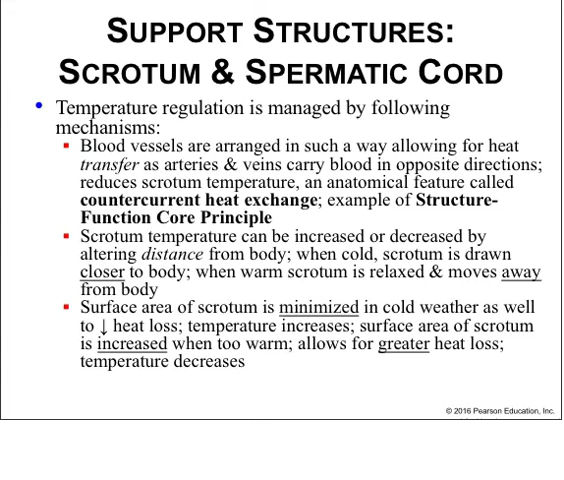 SUPPORT STRUCTURES:
SCROTUM & SPERMATIC CORD
• Temperature regulation is managed by following
mechanisms:
▪ Blood vessels are arranged in such a way allowing for heat
transfer as arteries & veins carry blood in opposite directions;
reduces scrotum temperature, an anatomical feature called
countercurrent heat exchange; example of Structure-
Function Core Principle
▪ Scrotum temperature can be increased or decreased by
altering distance from body; when cold, scrotum is drawn
closer to body; when warm scrotum is relaxed & moves away
from body
▪ Surface area of scrotum is minimized in cold weather as well
to ↓ heat loss; temperature increases; surface area of scrotum
is increased when too warm; allows for greater heat loss;
temperature decreases
© 2016 Pearson Education, Inc.